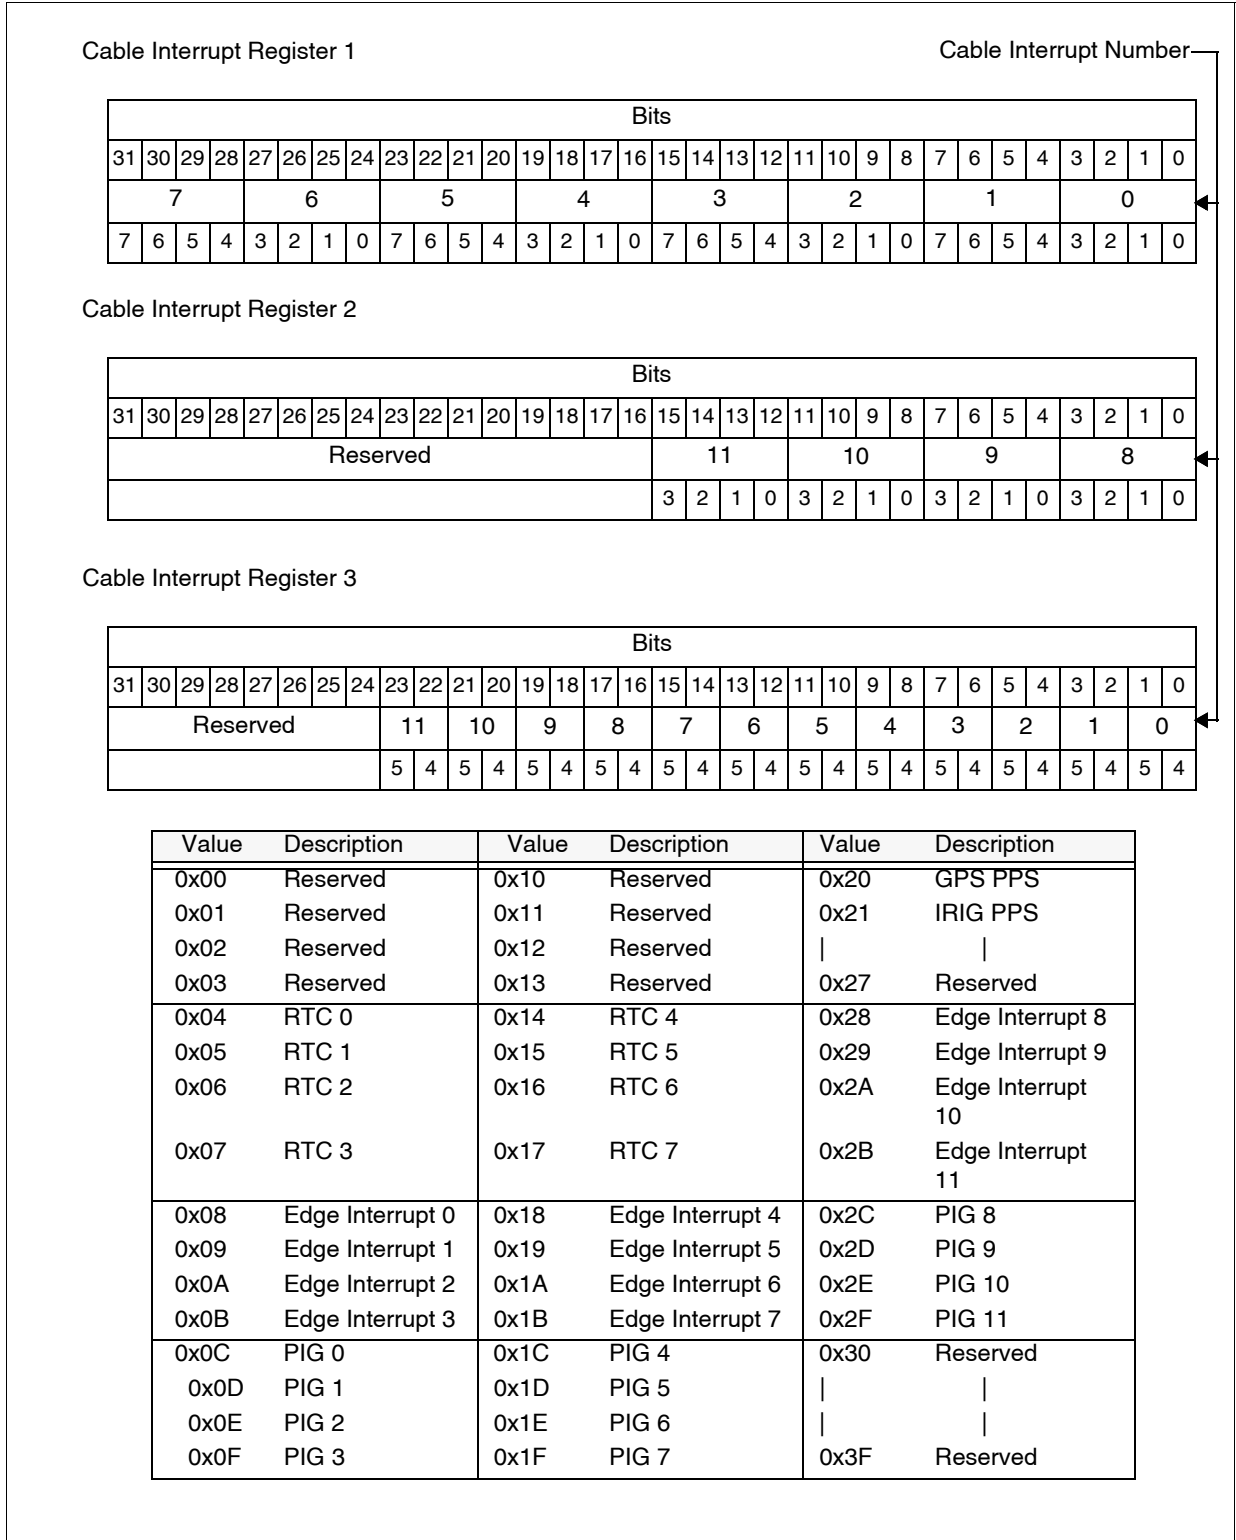 Cable Interrupt Register 1 Cable Interrupt Number
Bits
31 30 29 28 27 26 25 24 23 22 21 20 19 18 17 16 15 14 13 12 11 10 9 8 7 6 5 4 3 2 1 0
7 6 5 4 3 2 1 0
7 6 5 4 3 2 1 0 7 6 5 4 3 2 1 0 7 6 5 4 3 2 1 0 7 6 5 4 3 2 1 0
Cable Interrupt Register 2
Bits
31 30 29 28 27 26 25 24 23 22 21 20 19 18 17 16 15 14 13 12 11 10 9 8 7 6 5 4 3 2 1 0
Reserved 11 10 9 8
3 2 1 0 3 2 1 0 3 2 1 0 3 2 1 0
Cable Interrupt Register 3
Bits
31 30 29 28 27 26 25 24 23 22 21 20 19 18 17 16 15 14 13 12 11 10 9 8 7 6 5 4 3 2 1 0
Reserved 11 10 9 8 7 6 5 4 3 2 1 0
5 4 5 4 5 4 5 4 5 4 5 4 5 4 5 4 5 4 5 4 5 4 5 4
Value Description Value Description Value Description
0x00 Reserved 0x10 Reserved 0x20 GPS PPS
0x01 Reserved 0x11 Reserved 0x21 IRIG PPS
0x02 Reserved 0x12 Reserved | |
0x03 Reserved 0x13 Reserved 0x27 Reserved
0x04 RTC 0 0x14 RTC 4 0x28 Edge Interrupt 8
0x05 RTC 1 0x15 RTC 5 0x29 Edge Interrupt 9
0x06 RTC 2 0x16 RTC 6 0x2A Edge Interrupt
10
0x07 RTC 3 0x17 RTC 7 0x2B Edge Interrupt
11
0x08 Edge Interrupt 0 0x18 Edge Interrupt 4 0x2C PIG 8
0x09 Edge Interrupt 1 0x19 Edge Interrupt 5 0x2D PIG 9
0x0A Edge Interrupt 2 0x1A Edge Interrupt 6 0x2E PIG 10
0x0B Edge Interrupt 3 0x1B Edge Interrupt 7 0x2F PIG 11
0x0C PIG 0 0x1C PIG 4 0x30 Reserved
0x0D PIG 1 0x1D PIG 5 | |
0x0E PIG 2 0x1E PIG 6 | |
0x0F PIG 3 0x1F PIG 7 0x3F Reserved